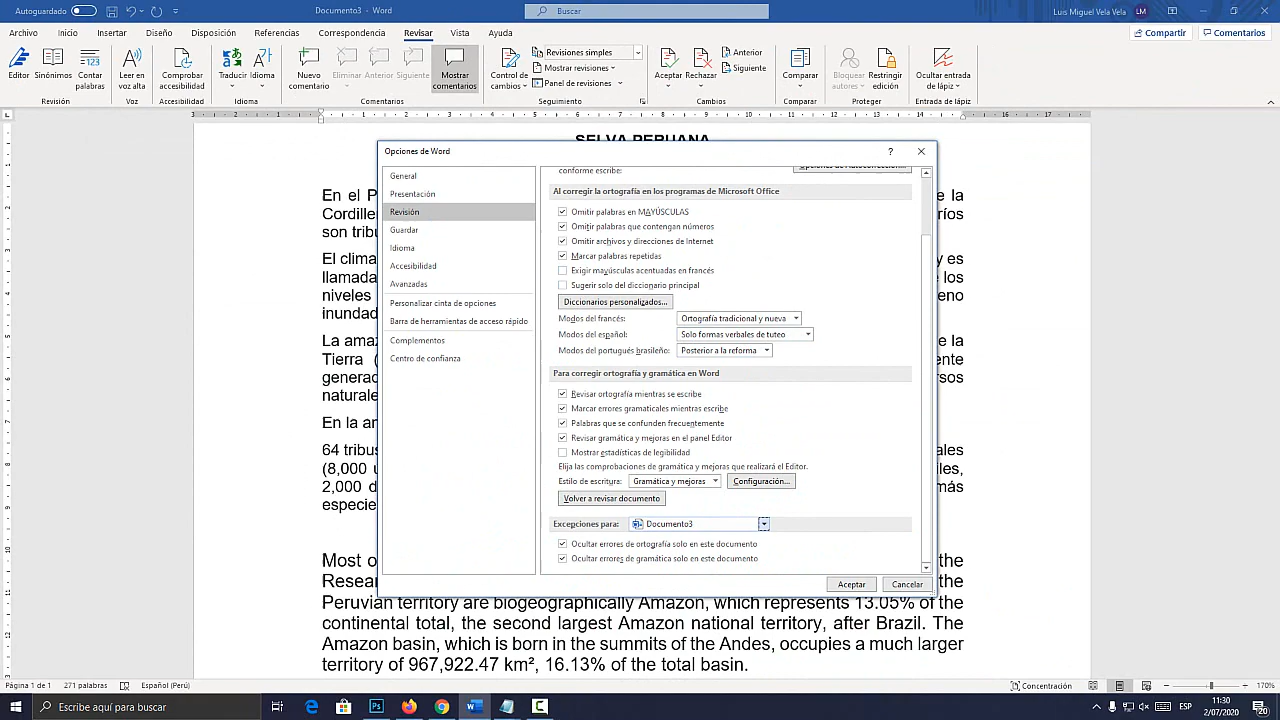 Autoguardado
Documento3 - Word
Buscar
Luis Miguel Vela Vela
LM
Archivo Inicio Insertar Diseño Disposición Referencias Correspondencia Revisar Vista Ayuda
Compartir
Comentarios
Editor
Sinónimos
Contar palabras
Revisión
Leer en voz alta
Voz
Comprobar accesibilidad
Accesibilidad
Traducir
Idioma
Idioma
Nuevo comentario
Eliminar
Anterior
Siguiente
Mostrar comentarios
Comentarios
Control de cambios
Revisiones simples
Mostrar revisiones
Panel de revisiones
Seguimiento
Aceptar
Rechazar
Anterior
Siguiente
Cambios
Comparar
Comparar
Bloquear autores
Restringir edición
Proteger
Ocultar entrada de lápiz
Entrada de lápiz
SELVA PERUANA
Opciones de Word
General
Presentación
Revisión
Guardar
Idioma
Accesibilidad
Avanzadas
Personalizar cinta de opciones
Barra de herramientas de acceso rápido
Complementos
Centro de confianza
conforme escribe:
Opciones de Autocorrección...
Al corregir la ortografía en los programas de Microsoft Office
Omitir palabras en MAYÚSCULAS
Omitir palabras que contengan números
Omitir archivos y direcciones de Internet
Marcar palabras repetidas
Exigir mayúsculas acentuadas en francés
Sugerir solo del diccionario principal
Diccionarios personalizados...
Modos del francés: Ortografía tradicional y nueva
Modos del español: Solo formas verbales de tuteo
Modos del portugués brasileño: Posterior a la reforma
Para corregir ortografía y gramática en Word
Revisar ortografía mientras se escribe
Marcar errores gramaticales mientras escribe
Palabras que se confunden frecuentemente
Revisar gramática y mejoras en el panel Editor
Mostrar estadísticas de legibilidad
Elija las comprobaciones de gramática y mejoras que realizará el Editor.
Estilo de escritura: Gramática y mejoras Configuración...
Volver a revisar documento
Excepciones para: Documento3
Ocultar errores de ortografía solo en este documento
Ocultar errores de gramática solo en este documento
Aceptar Cancelar
En el P
e la
Cordille
ríos
son tribu
El clima
y es
llamada
e los
niveles
eno
inundad
La amaz
e la
Tierra (
ente
generac
rsos
naturale
En la ar
64 tribus
ales
(8,000 u
iles,
2,000 d
más
especie
Most o
the
Resear
the
Peruvian territory are biogeographically Amazon, which represents 13.05% of the
continental total, the second largest Amazon national territory, after Brazil. The
Amazon basin, which is born in the summits of the Andes, occupies a much larger
territory of 967,922.47 km², 16.13% of the total basin.
Página 1 de 1 271 palabras Español (Perú)
Concentración
170%
Escribe aquí para buscar
ESP
11:30
2/07/2020